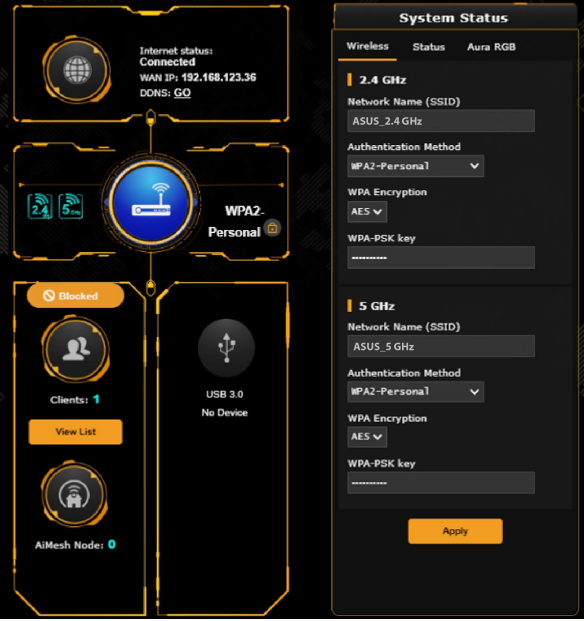 Internet status:
Connected
WAN IP: 192.168.123.36
DDNS: GO
2.4
5 GHz
WPA2-
Personal
Blocked
Clients: 1
View List
AiMesh Node: 0
USB 3.0
No Device
System Status
Wireless Status Aura RGB
2.4 GHz
Network Name (SSID)
ASUS_2.4 GHz
Authentication Method
WPA2-Personal
WPA Encryption
AES
WPA-PSK key
----------
5 GHz
Network Name (SSID)
ASUS_5 GHz
Authentication Method
WPA2-Personal
WPA Encryption
AES
WPA-PSK key
----------
Apply